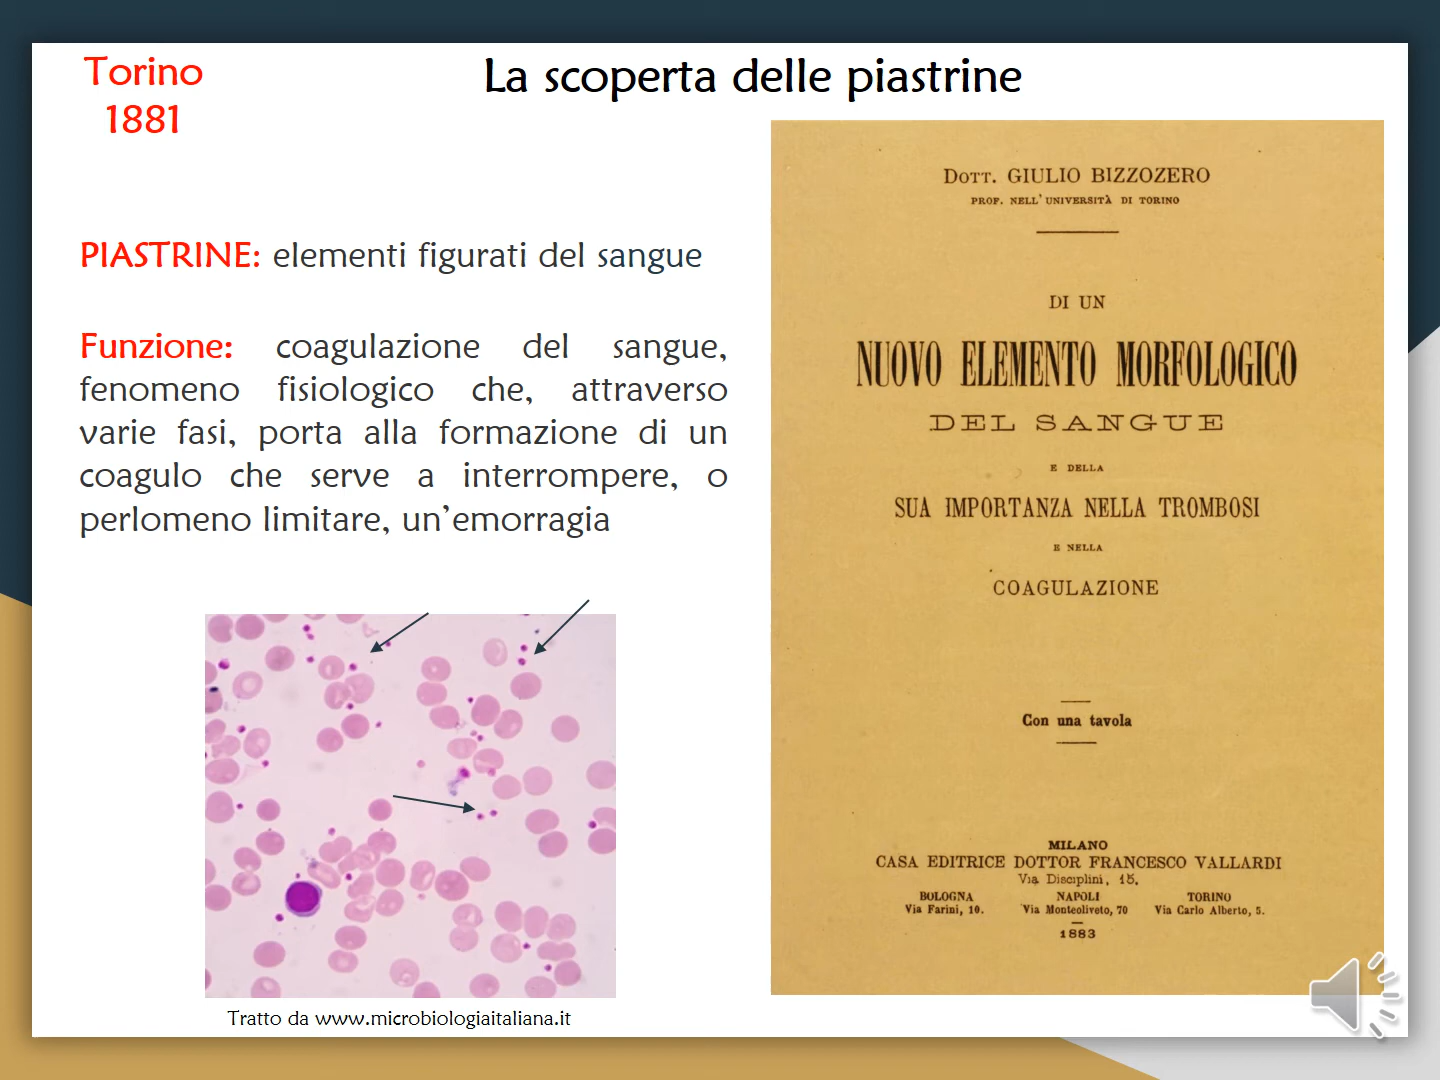 Torino
1881
La scoperta delle piastrine
PIASTRINE: elementi figurati del sangue
Funzione: coagulazione del sangue,
fenomeno fisiologico che, attraverso
varie fasi, porta alla formazione di un
coagulo che serve a interrompere, o
perlomeno limitare, un’emorragia
Tratto da www.microbiologiaitaliana.it
DOTT. GIULIO BIZZOZERO
PROF. NELL' UNIVERSITÀ DI TORINO
DI UN
NUOVO ELEMENTO MORFOLOGICO
DEL SANGUE
E DELLA
SUA IMPORTANZA NELLA TROMBOSI
E NELLA
COAGULAZIONE
Con una tavola
MILANO
CASA EDITRICE DOTTOR FRANCESCO VALLARDI
Via Disciplini, 15.
BOLOGNA NAPOLI TORINO
Via Farini, 10. Via Monteoliveto, 70 Via Carlo Alberto, 5.
1883